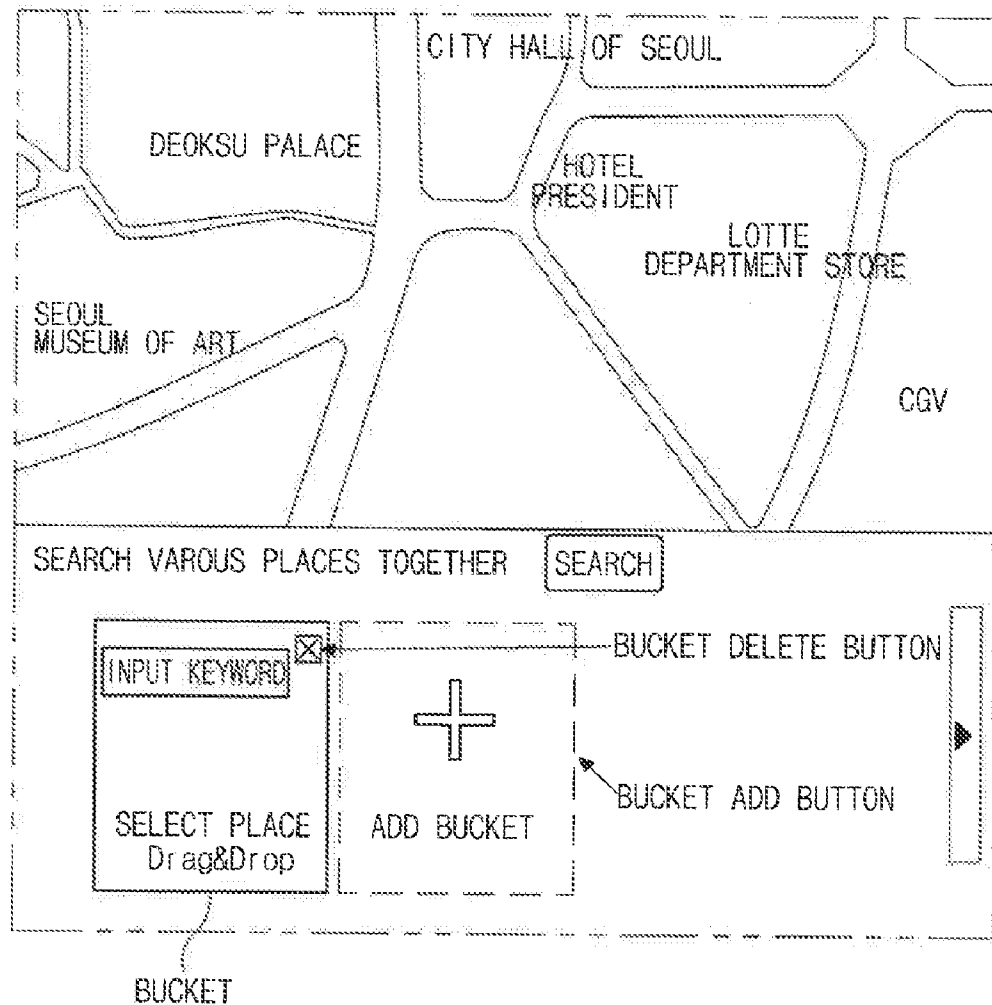 CITY HALL OF SEOUL
DEOKSU PALACE
HOTEL
PRESIDENT
LOTTE
DEPARTMENT STORE
SEOUL
MUSEUM OF ART
CGV
SEARCH VAROUS PLACES TOGETHER SEARCH
BUCKET DELETE BUTTON
INPUT KEYWORD
BUCKET ADD BUTTON
SELECT PLACE
Drag&Drop
ADD BUCKET
BUCKET